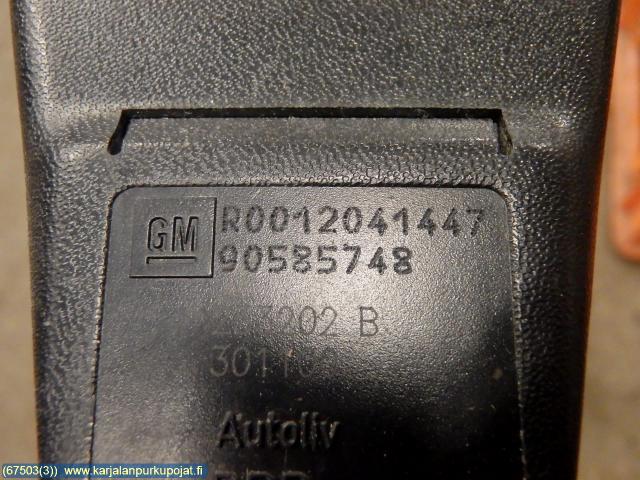 GM R0012041447
90585748
B
Autoliv
(67503(3)) www.karjalanpurkupojat.fi